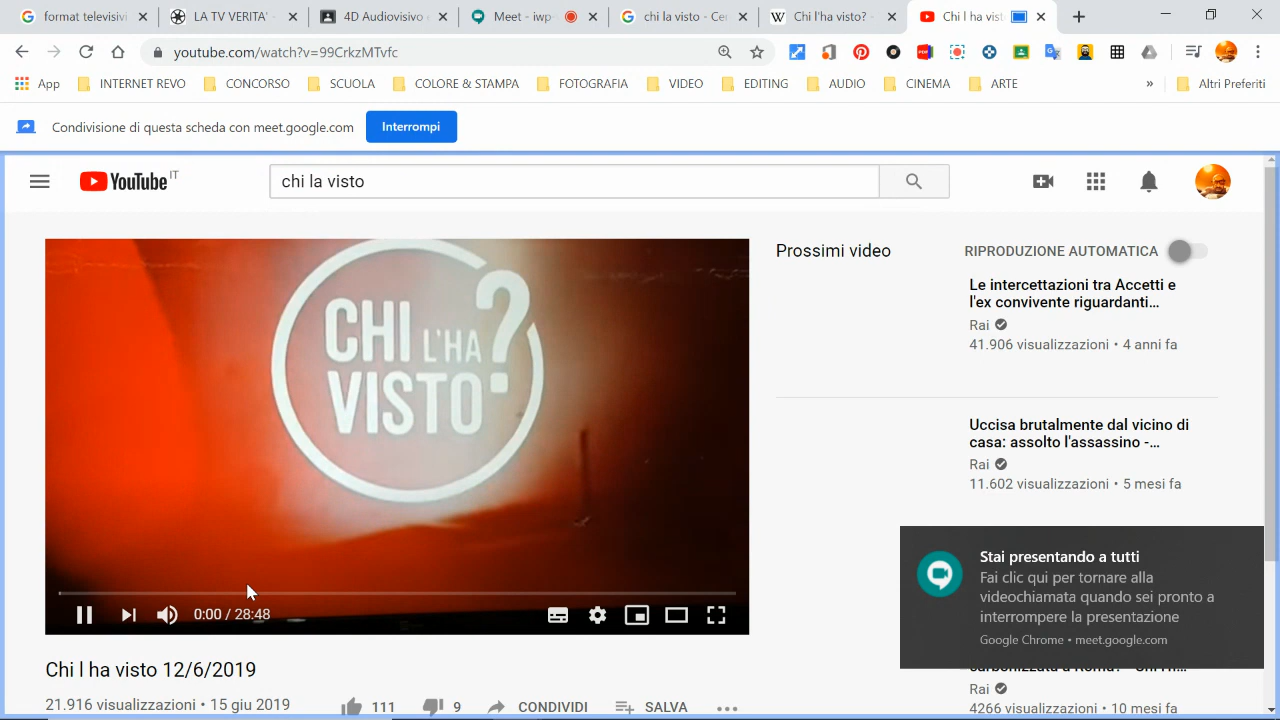 format televisivi
LA TV VERITA' -
4D Audiovisivo e
Meet - iwp-
chi la visto - Ce
Chi l'ha visto? -
Chi l ha vist
youtube.com/watch?v=99CrkzMTvfc
App
INTERNET REVO
CONCORSO
SCUOLA
COLORE & STAMPA
FOTOGRAFIA
VIDEO
EDITING
AUDIO
CINEMA
ARTE
»
Altri Preferiti
Condivisione di questa scheda con meet.google.com
Interrompi
YouTube IT
chi la visto
CHI L'HA
VISTO?
0:00 / 28:48
Chi l ha visto 12/6/2019
21.916 visualizzazioni • 15 giu 2019
111
9
CONDIVIDI
SALVA
Prossimi video
RIPRODUZIONE AUTOMATICA
Le intercettazioni tra Accetti e
l'ex convivente riguardanti...
Rai
41.906 visualizzazioni • 4 anni fa
Uccisa brutalmente dal vicino di
casa: assolto l'assassino -...
Rai
11.602 visualizzazioni • 5 mesi fa
Stai presentando a tutti
Fai clic qui per tornare alla
videochiamata quando sei pronto a
interrompere la presentazione
Google Chrome • meet.google.com
Rai
4266 visualizzazioni • 10 mesi fa